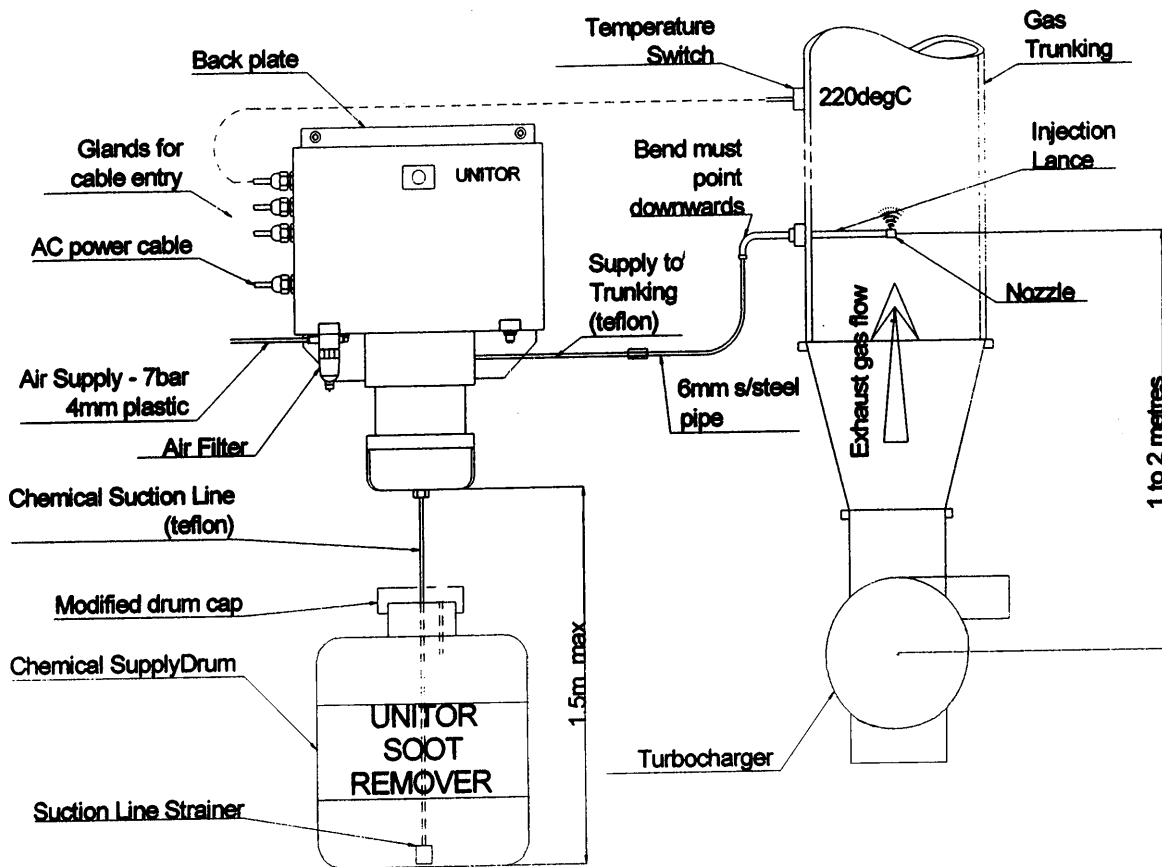 Back plate
Temperature
Switch
Gas
Trunking
220degC
Glands for
cable entry
UNITOR
Bend must
point
downwards
Injection
Lance
AC power cable
Supply to
Trunking
(teflon)
Nozzle
Air Supply - 7bar
4mm plastic
6mm s/steel
pipe
Exhaust gas flow
1 to 2 metres
Air Filter
Chemical Suction Line
(teflon)
Modified drum cap
1.5m max
Chemical SupplyDrum
UNITOR
SOOT
REMOVER
Turbocharger
Suction Line Strainer